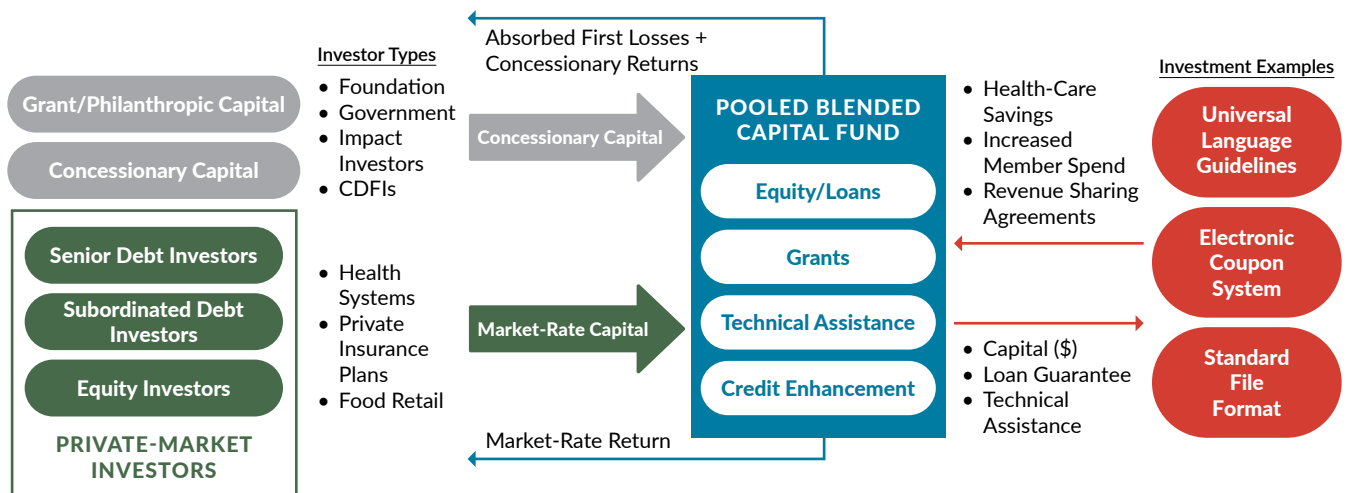 Grant/Philanthropic Capital
Concessionary Capital
Senior Debt Investors
Subordinated Debt
Investors
Equity Investors
PRIVATE-MARKET
INVESTORS
Investor Types
• Foundation
• Government
• Impact
Investors
• CDFIs
• Health
Systems
• Private
Insurance
Plans
• Food Retail
Absorbed First Losses +
Concessionary Returns
Concessionary Capital
Market-Rate Capital
Market-Rate Return
POOLED BLENDED
CAPITAL FUND
Equity/Loans
Grants
Technical Assistance
Credit Enhancement
• Health-Care
Savings
• Increased
Member Spend
• Revenue Sharing
Agreements
• Capital ($)
• Loan Guarantee
• Technical
Assistance
Investment Examples
Universal
Language
Guidelines
Electronic
Coupon
System
Standard
File
Format